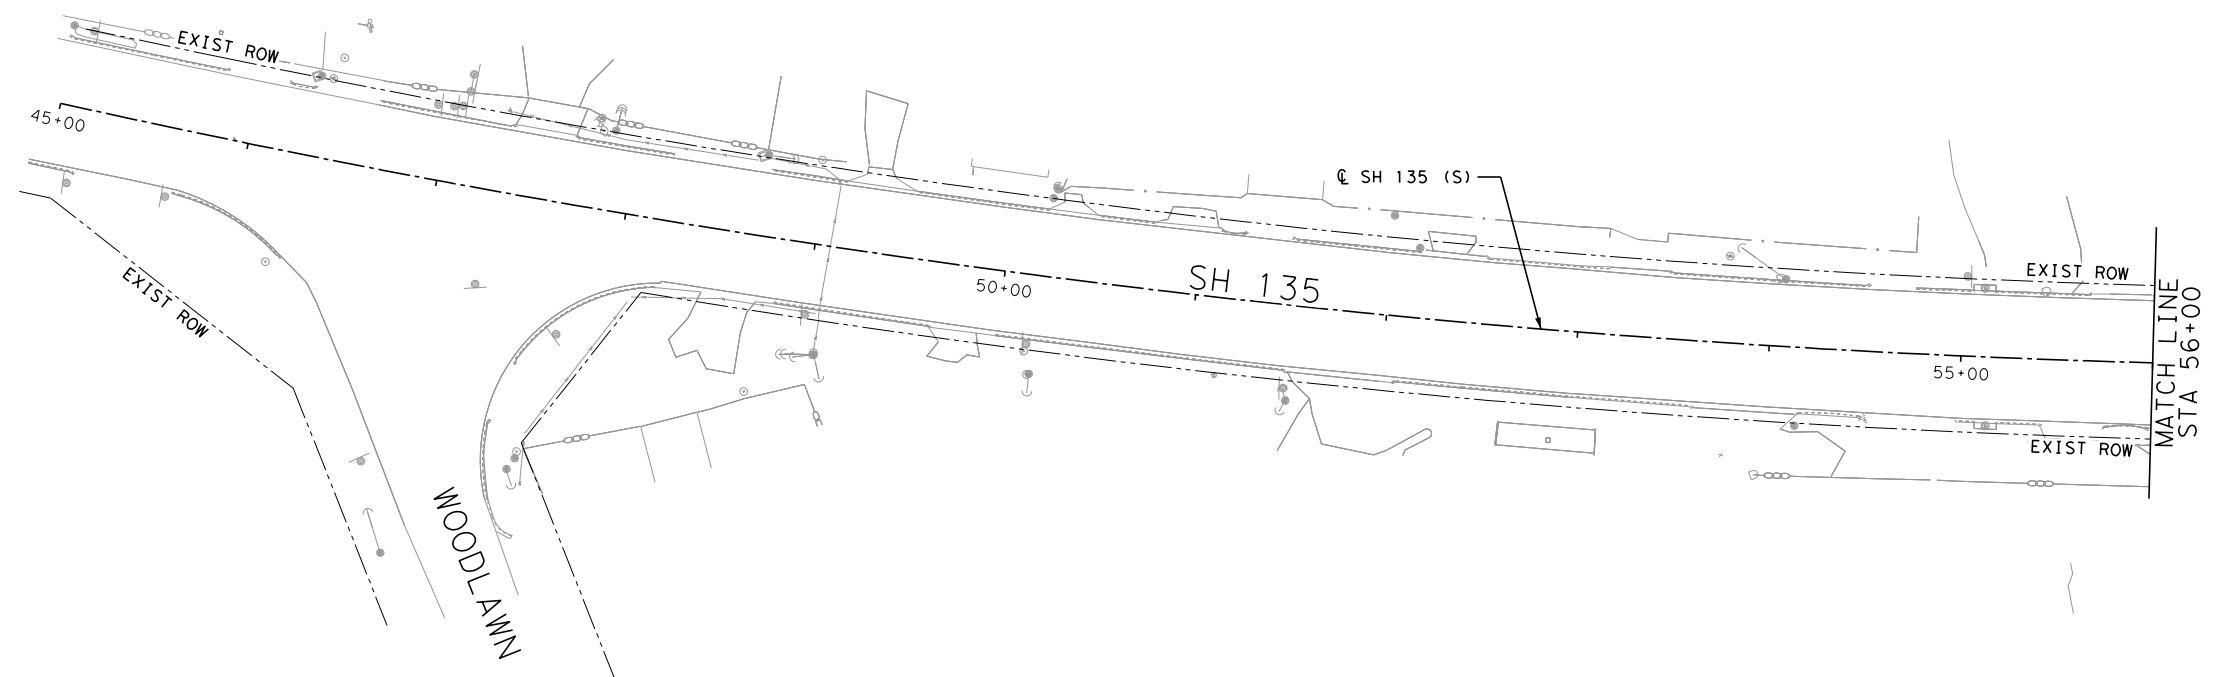 EXIST ROW
45+00
EXIST ROW
℄ SH 135 (S)
SH 135
50+00
EXIST ROW
55+00
MATCH LINE
STA 56+00
EXIST ROW
WOODLAWN